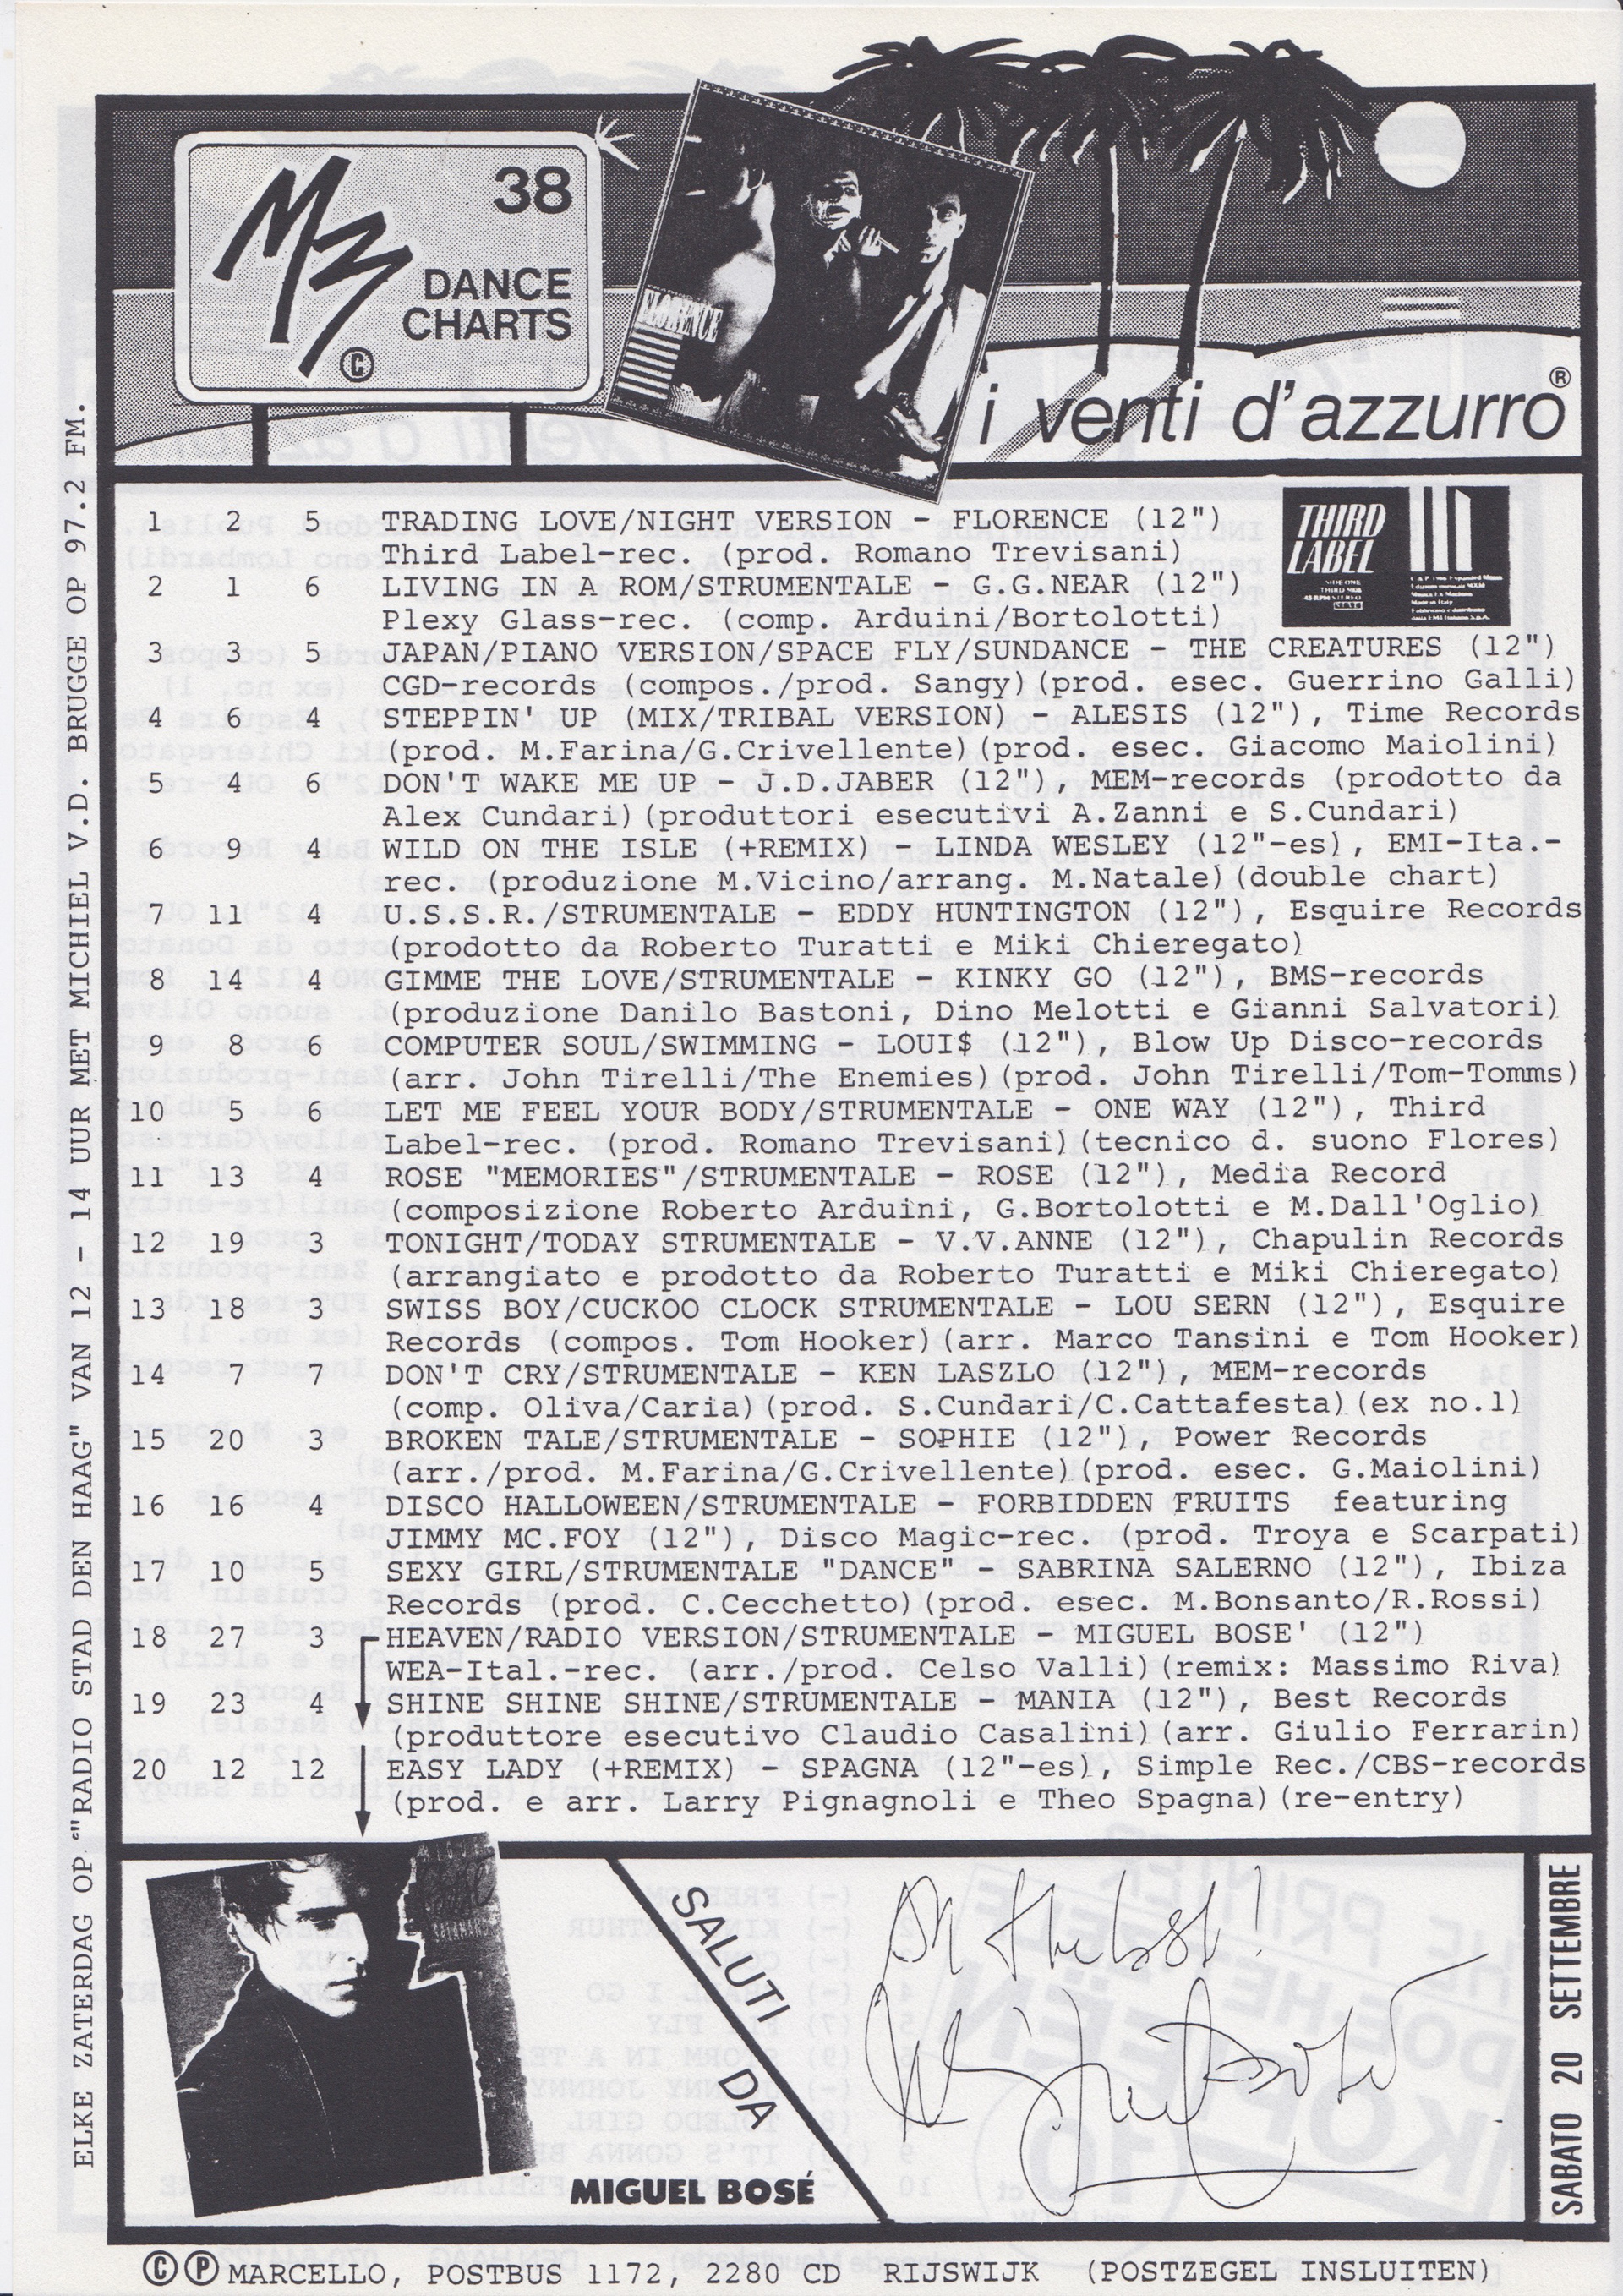 38
M3
DANCE
CHARTS
©
FLORENCE
i venti d'azzurro®
ELKE ZATERDAG OP "RADIO STAD DEN HAAG" VAN 12 - 14 UUR MET MICHIEL V.D. BRUGGE OP 97.2 FM.
THIRD
LABEL
SIDE ONE
1 2 5 TRADING LOVE/NIGHT VERSION - FLORENCE (12")
Third Label-rec. (prod. Romano Trevisani)
2 1 6 LIVING IN A ROM/STRUMENTALE - G.G.NEAR (12")
Plexy Glass-rec. (comp. Arduini/Bortolotti)
3 3 5 JAPAN/PIANO VERSION/SPACE FLY/SUNDANCE - THE CREATURES (12")
CGD-records (compos./prod. Sangy)(prod. esec. Guerrino Galli)
4 6 4 STEPPIN' UP (MIX/TRIBAL VERSION) - ALESIS (12"), Time Records
(prod. M.Farina/G.Crivellente)(prod. esec. Giacomo Maiolini)
5 4 6 DON'T WAKE ME UP - J.D.JABER (12"), MEM-records (prodotto da
Alex Cundari)(produttori esecutivi A.Zanni e S.Cundari)
6 9 4 WILD ON THE ISLE (+REMIX) - LINDA WESLEY (12"-es), EMI-Ita.-
rec. (produzione M.Vicino/arrang. M.Natale)(double chart)
7 11 4 U.S.S.R./STRUMENTALE - EDDY HUNTINGTON (12"), Esquire Records
(prodotto da Roberto Turatti e Miki Chieregato)
8 14 4 GIMME THE LOVE/STRUMENTALE - KINKY GO (12"), BMS-records
(produzione Danilo Bastoni, Dino Melotti e Gianni Salvatori)
9 8 6 COMPUTER SOUL/SWIMMING - LOUI$ (12"), Blow Up Disco-records
(arr. John Tirelli/The Enemies)(prod. John Tirelli/Tom-Tomms)
10 5 6 LET ME FEEL YOUR BODY/STRUMENTALE - ONE WAY (12"), Third
Label-rec. (prod. Romano Trevisani)(tecnico d. suono Flores)
11 13 4 ROSE "MEMORIES"/STRUMENTALE - ROSE (12"), Media Record
(composizione Roberto Arduini, G.Bortolotti e M.Dall'Oglio)
12 19 3 TONIGHT/TODAY STRUMENTALE - V.V.ANNE (12"), Chapulin Records
(arrangiato e prodotto da Roberto Turatti e Miki Chieregato)
13 18 3 SWISS BOY/CUCKOO CLOCK STRUMENTALE - LOU SERN (12"), Esquire
Records (compos. Tom Hooker)(arr. Marco Tansini e Tom Hooker)
14 7 7 DON'T CRY/STRUMENTALE - KEN LASZLO (12"), MEM-records
(comp. Oliva/Caria)(prod. S.Cundari/C.Cattafesta)(ex no.1)
15 20 3 BROKEN TALE/STRUMENTALE - SOPHIE (12"), Power Records
(arr./prod. M.Farina/G.Crivellente)(prod. esec. G.Maiolini)
16 16 4 DISCO HALLOWEEN/STRUMENTALE - FORBIDDEN FRUITS featuring
JIMMY MC.FOY (12"), Disco Magic-rec. (prod. Troya e Scarpati)
17 10 5 SEXY GIRL/STRUMENTALE "DANCE" - SABRINA SALERNO (12"), Ibiza
Records (prod. C.Cecchetto)(prod. esec. M.Bonsanto/R.Rossi)
18 27 3 HEAVEN/RADIO VERSION/STRUMENTALE - MIGUEL BOSE' (12")
WEA-Ital.-rec. (arr./prod. Celso Valli)(remix: Massimo Riva)
19 23 4 SHINE SHINE SHINE/STRUMENTALE - MANIA (12"), Best Records
(produttore esecutivo Claudio Casalini)(arr. Giulio Ferrarin)
20 12 12 EASY LADY (+REMIX) - SPAGNA (12"-es), Simple Rec./CBS-records
(prod. e arr. Larry Pignagnoli e Theo Spagna)(re-entry)
SALUTI DA
MIGUEL BOSÉ
SABATO 20 SETTEMBRE
© Ⓟ MARCELLO, POSTBUS 1172, 2280 CD RIJSWIJK (POSTZEGEL INSLUITEN)